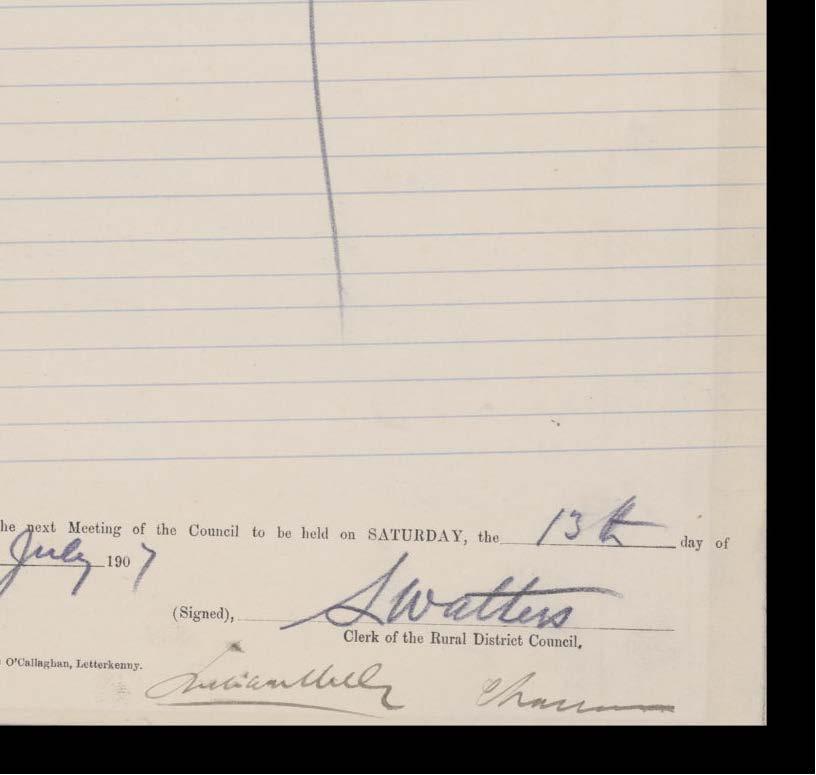 he next Meeting of the Council to be held on SATURDAY, the 13th day of
July 1907
(Signed), S Watters
Clerk of the Rural District Council,
O'Callaghan, Letterkenny.
Chairman